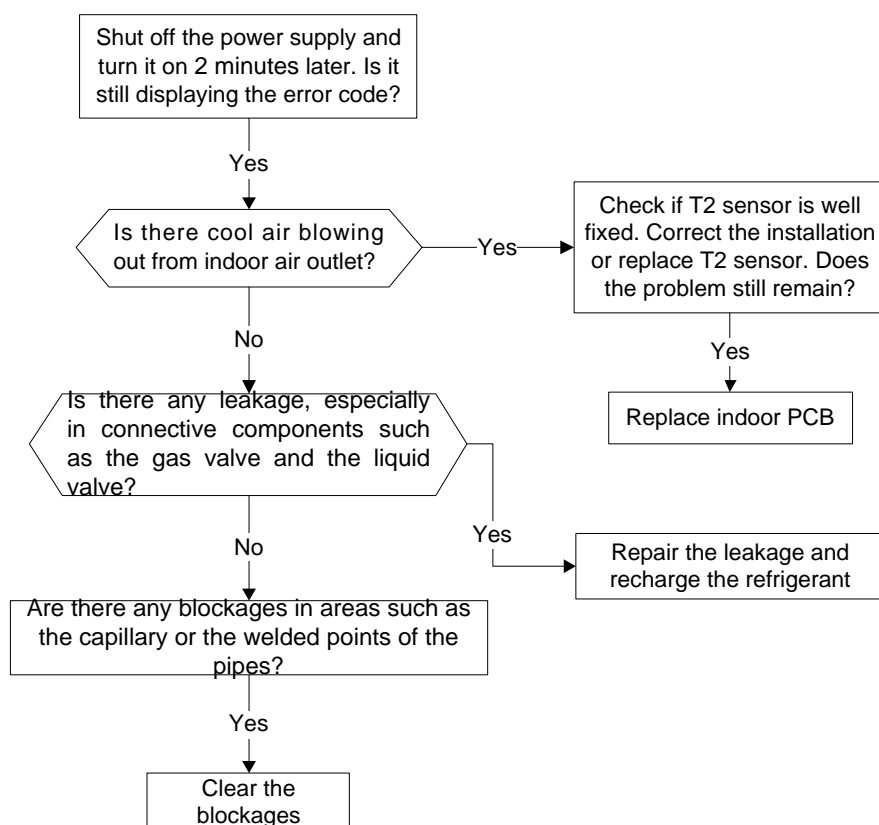 Shut off the power supply and
turn it on 2 minutes later. Is it
still displaying the error code?
Yes
Is there cool air blowing
out from indoor air outlet?
Yes
Check if T2 sensor is well
fixed. Correct the installation
or replace T2 sensor. Does
the problem still remain?
Yes
Replace indoor PCB
No
Is there any leakage, especially
in connective components such
as the gas valve and the liquid
valve?
Yes
Repair the leakage and
recharge the refrigerant
No
Are there any blockages in areas such as
the capillary or the welded points of the
pipes?
Yes
Clear the
blockages